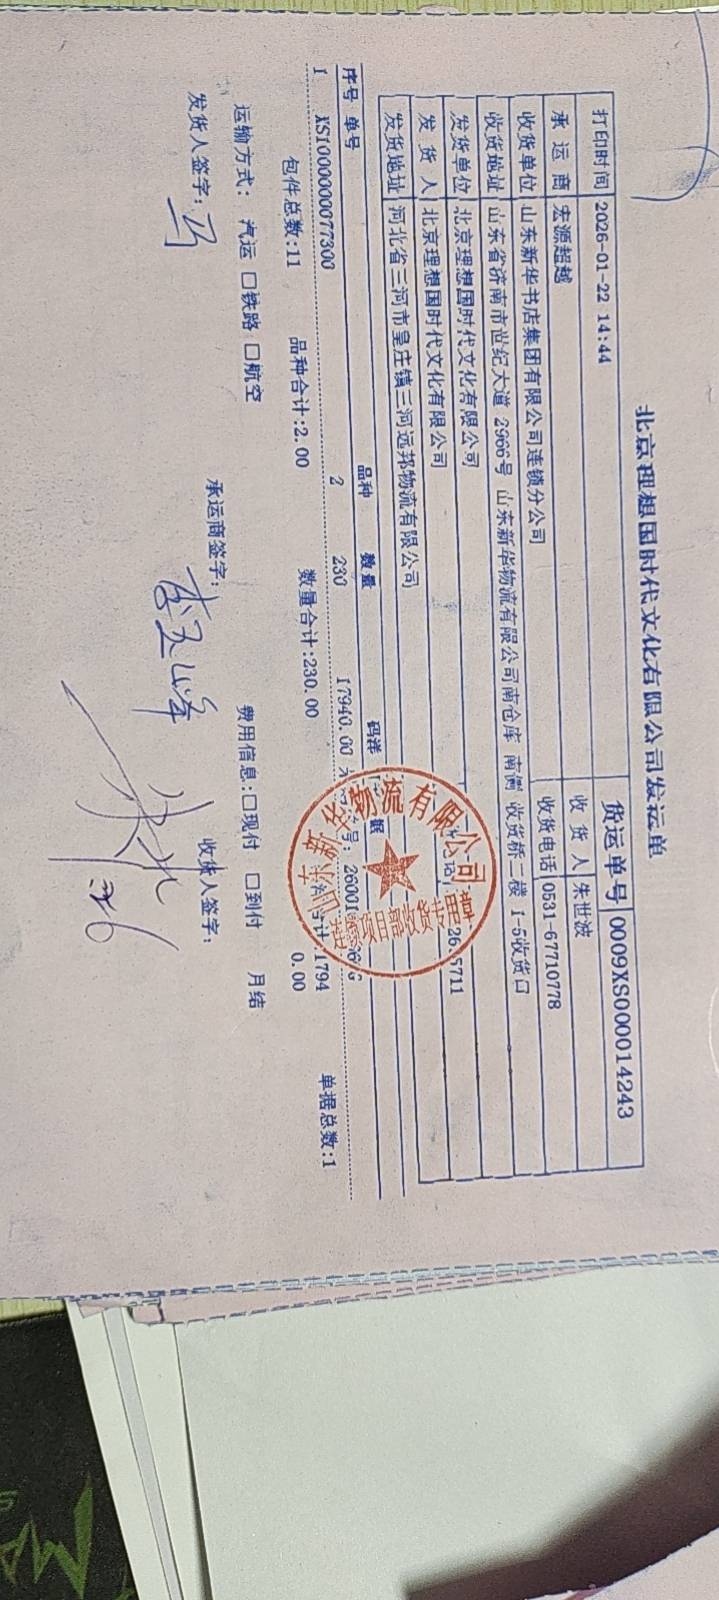 北京理想国时代文化有限公司发运单
打印时间 2026-01-22 14:44 货运单号 0009XS000014243
承运商 宏源超越 收货人 朱世波
收货单位 山东新华书店集团有限公司连锁分公司 收货电话 0531-67710778
收货地址 山东省济南市世纪大道 2966号 山东新华物流有限公司南仓库 南侧 收货桥二楼 1-5收货口
发货单位 北京理想国时代文化有限公司
发货人 北京理想国时代文化有限公司 5711
发货地址 河北省三河市皇庄镇三河远邦物流有限公司
序号 单号 品种 数量 码洋
1 XS1000000077300 2 230 17940.00
包件总数:11 品种合计:2.00 数量合计:230.00 1794
0.00 单据总数:1
运输方式: 汽运 □铁路 □航空 费用信息:□现付 □到付 月结
发货人签字: 马 承运商签字: 收货人签字:
山东新华物流有限公司
项目部收货专用章